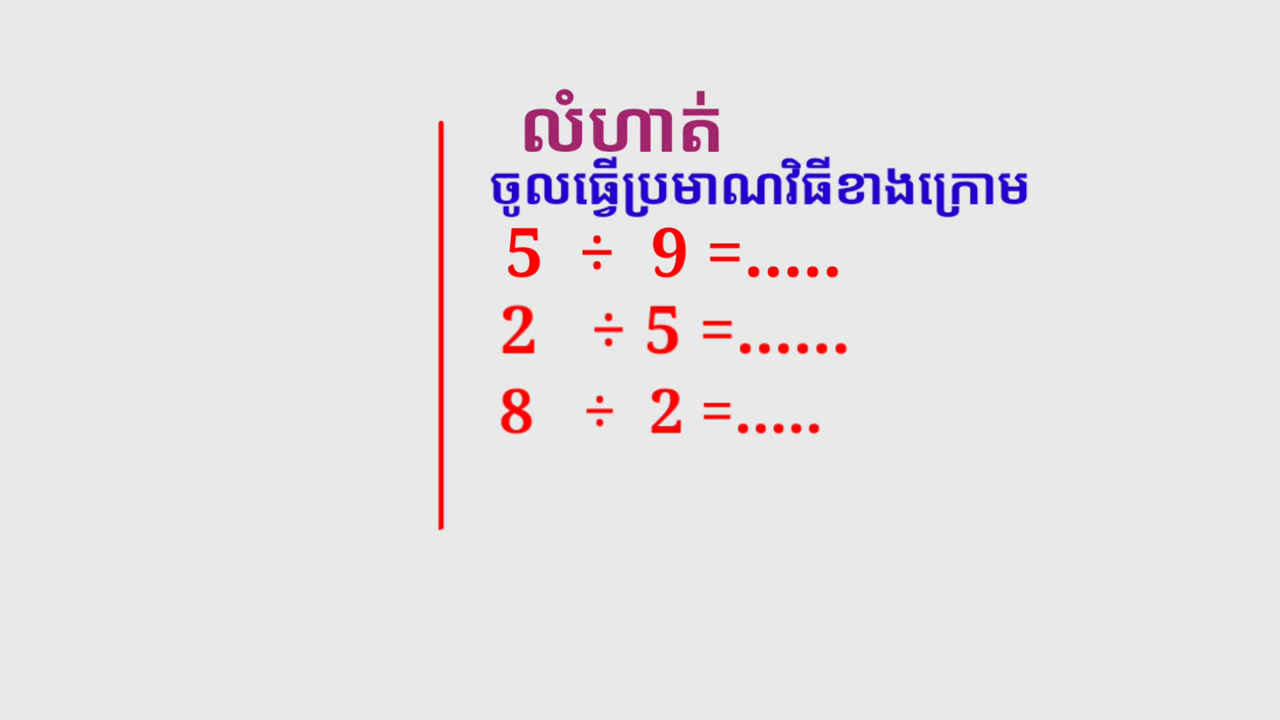 លំហាត់
ចូលធ្វើប្រមាណវិធីខាងក្រោម
5 ÷ 9 =.....
2 ÷ 5 =......
8 ÷ 2 =.....